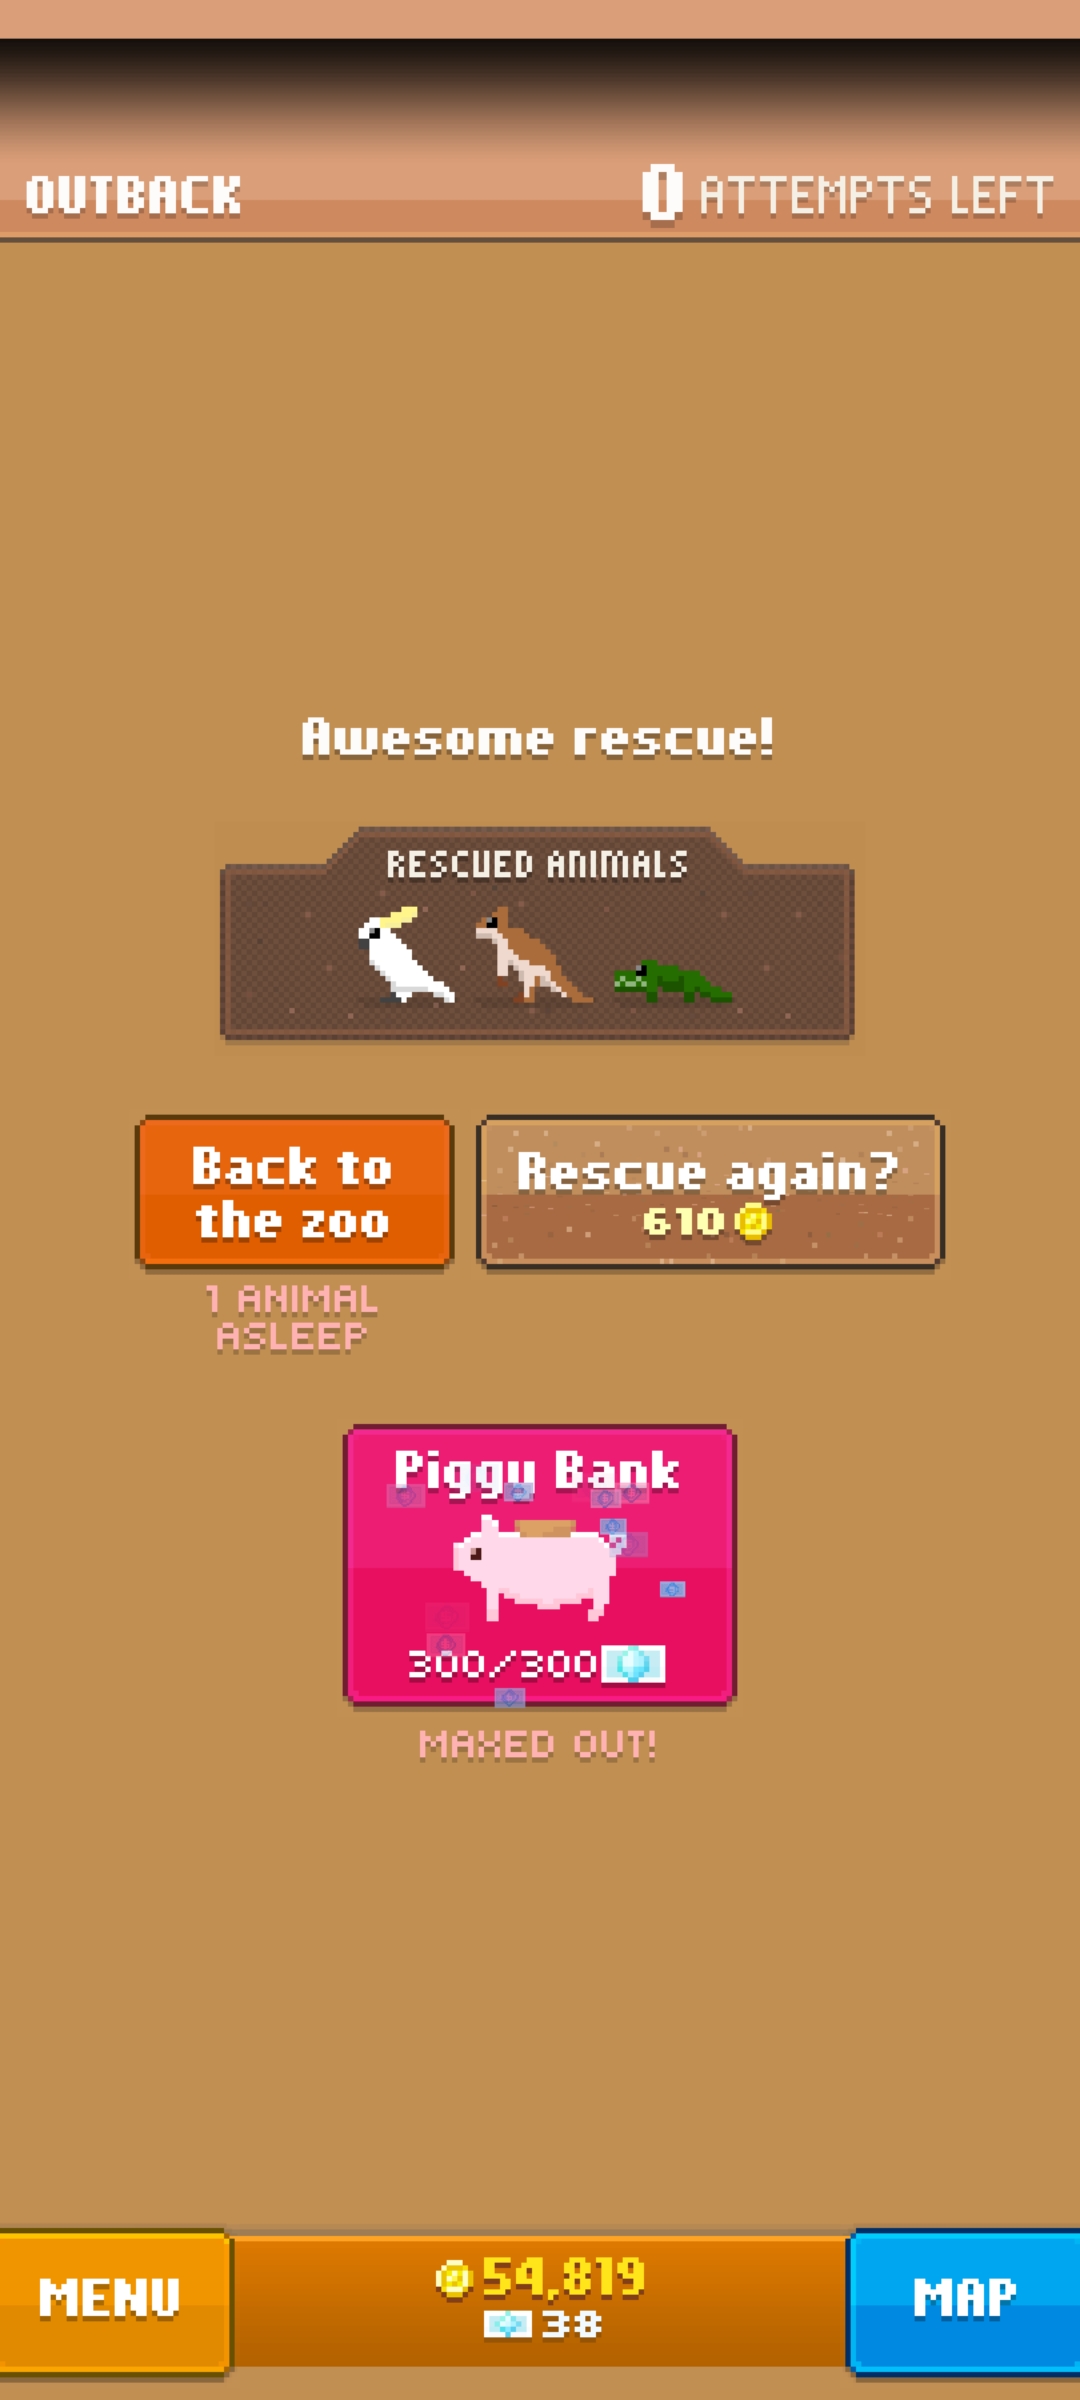 OUTBACK
0 ATTEMPTS LEFT
Awesome rescue!
RESCUED ANIMALS
Back to
the zoo
Rescue again?
610
1 ANIMAL
ASLEEP
Piggy Bank
300/300
MAXED OUT!
MENU
54,819
38
MAP